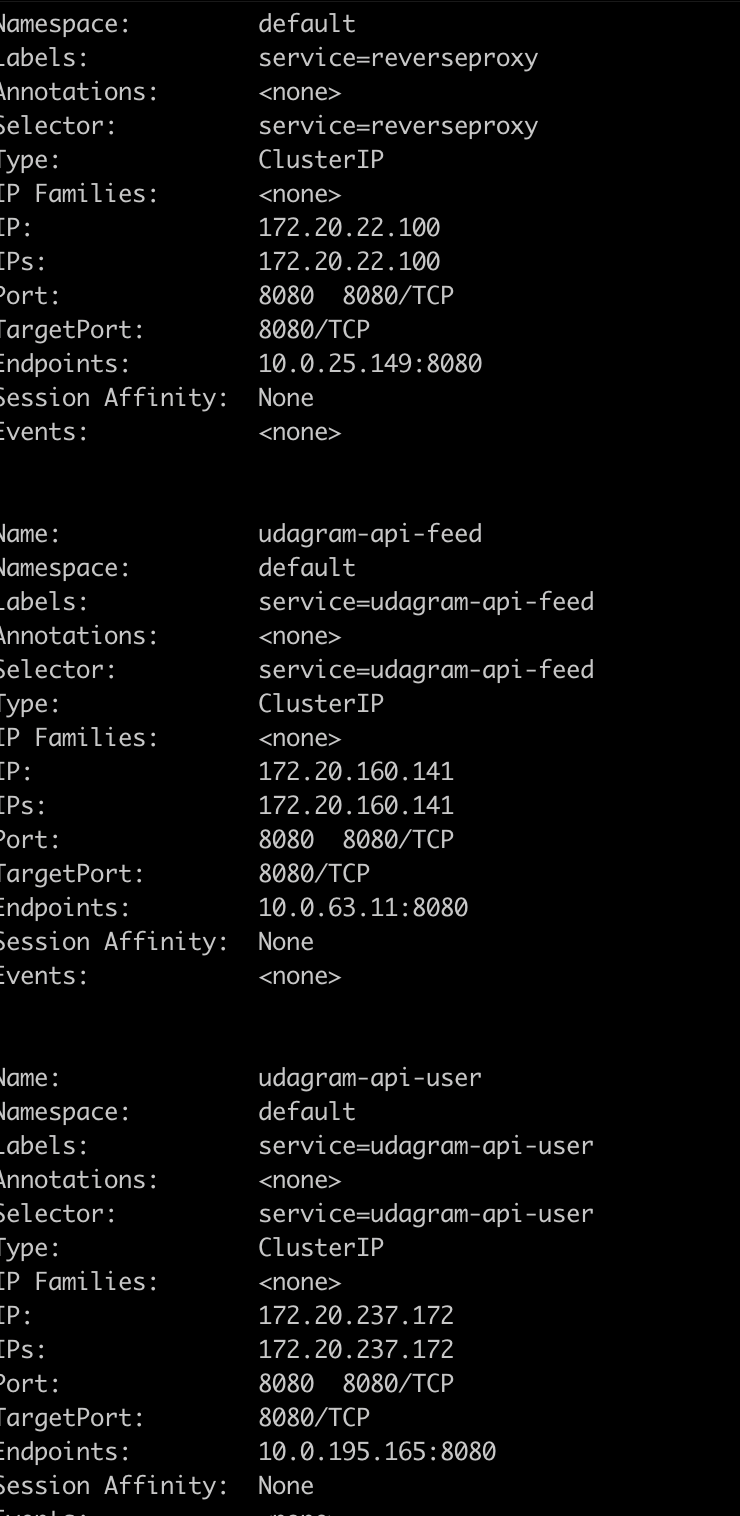 Namespace: default
Labels: service=reverseproxy
Annotations: <none>
Selector: service=reverseproxy
Type: ClusterIP
IP Families: <none>
IP: 172.20.22.100
IPs: 172.20.22.100
Port: 8080 8080/TCP
TargetPort: 8080/TCP
Endpoints: 10.0.25.149:8080
Session Affinity: None
Events: <none>
Name: udagram-api-feed
Namespace: default
Labels: service=udagram-api-feed
Annotations: <none>
Selector: service=udagram-api-feed
Type: ClusterIP
IP Families: <none>
IP: 172.20.160.141
IPs: 172.20.160.141
Port: 8080 8080/TCP
TargetPort: 8080/TCP
Endpoints: 10.0.63.11:8080
Session Affinity: None
Events: <none>
Name: udagram-api-user
Namespace: default
Labels: service=udagram-api-user
Annotations: <none>
Selector: service=udagram-api-user
Type: ClusterIP
IP Families: <none>
IP: 172.20.237.172
IPs: 172.20.237.172
Port: 8080 8080/TCP
TargetPort: 8080/TCP
Endpoints: 10.0.195.165:8080
Session Affinity: None